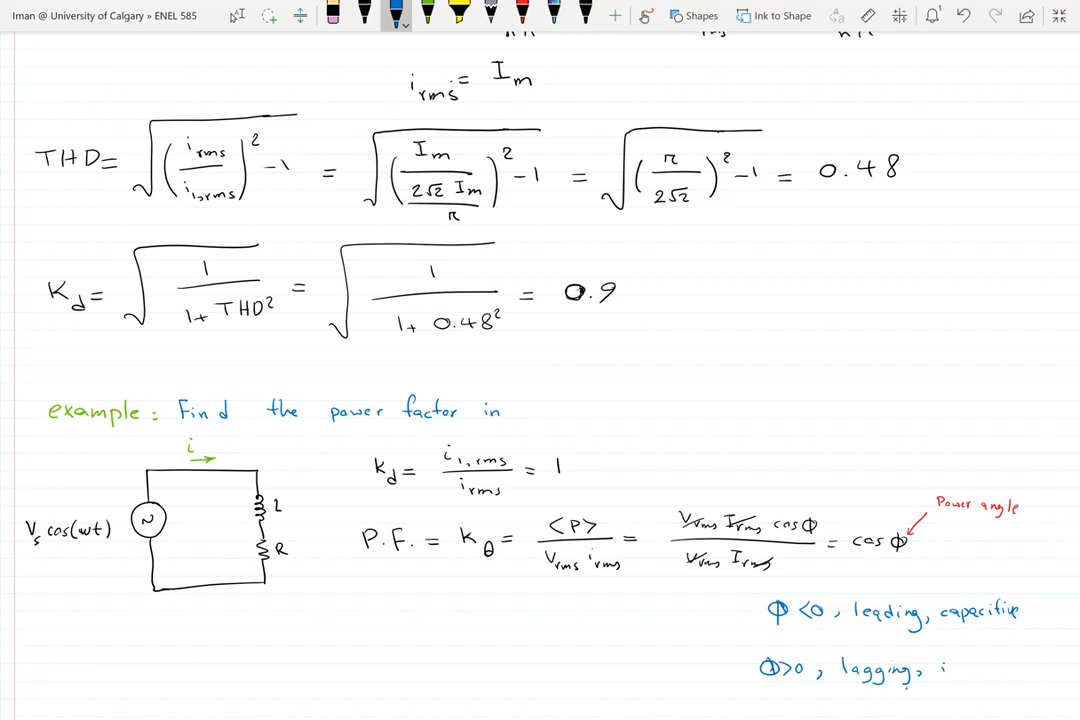 Iman @ University of Calgary » ENEL 585
Shapes
Ink to Shape
i_rms = I_m
THD = √((i_rms / i_1,rms)² - 1) = √((I_m / (2√2 I_m / π))² - 1) = √((π / 2√2)² - 1) = 0.48
K_d = √(1 / (1 + THD²)) = √(1 / (1 + 0.48²)) = 0.9
example: Find the power factor in
i
K_d = i_1,rms / i_rms = 1
L
Power angle
V_s cos(ωt)
R
P.F. = K_θ = <P> / (V_rms i_rms) = V_rms I_rms cos Φ / (V_rms I_rms) = cos Φ
Φ < 0, leading, capacitive
Φ > 0, lagging, i